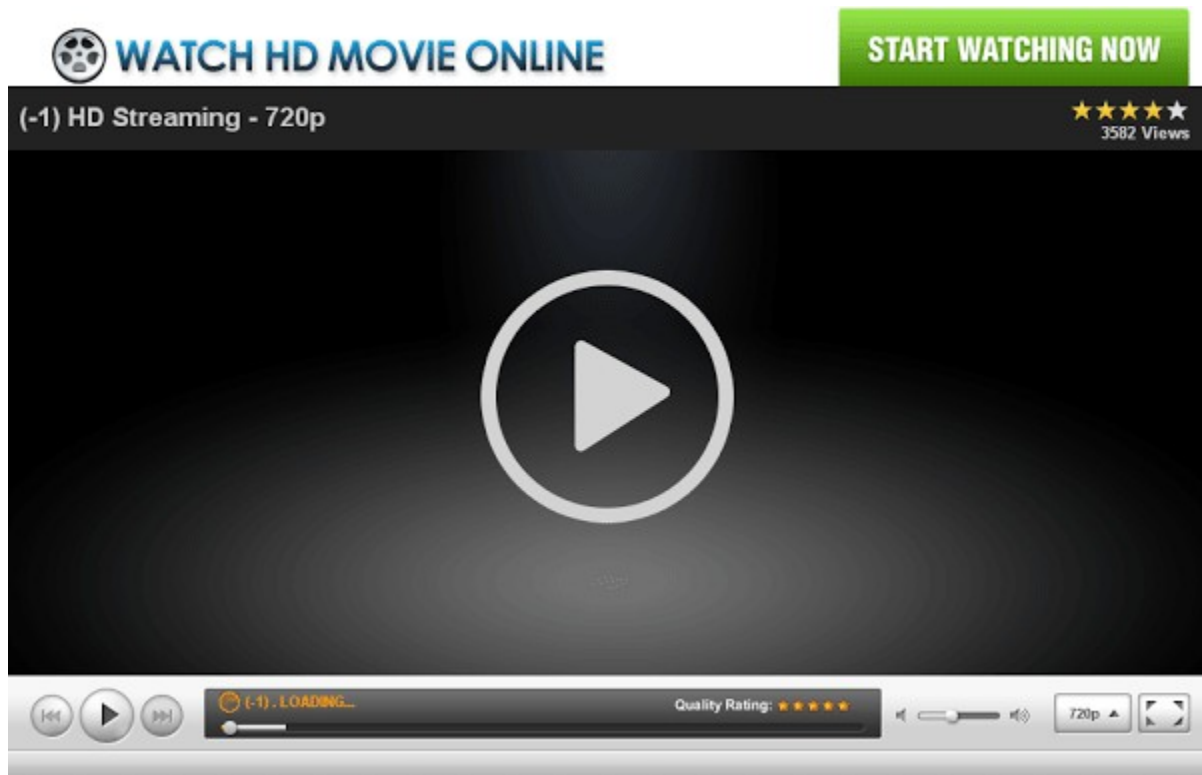 WATCH HD MOVIE ONLINE
START WATCHING NOW
(-1) HD Streaming - 720p
3582 Views
(-1) . LOADING...
Quality Rating:
720p